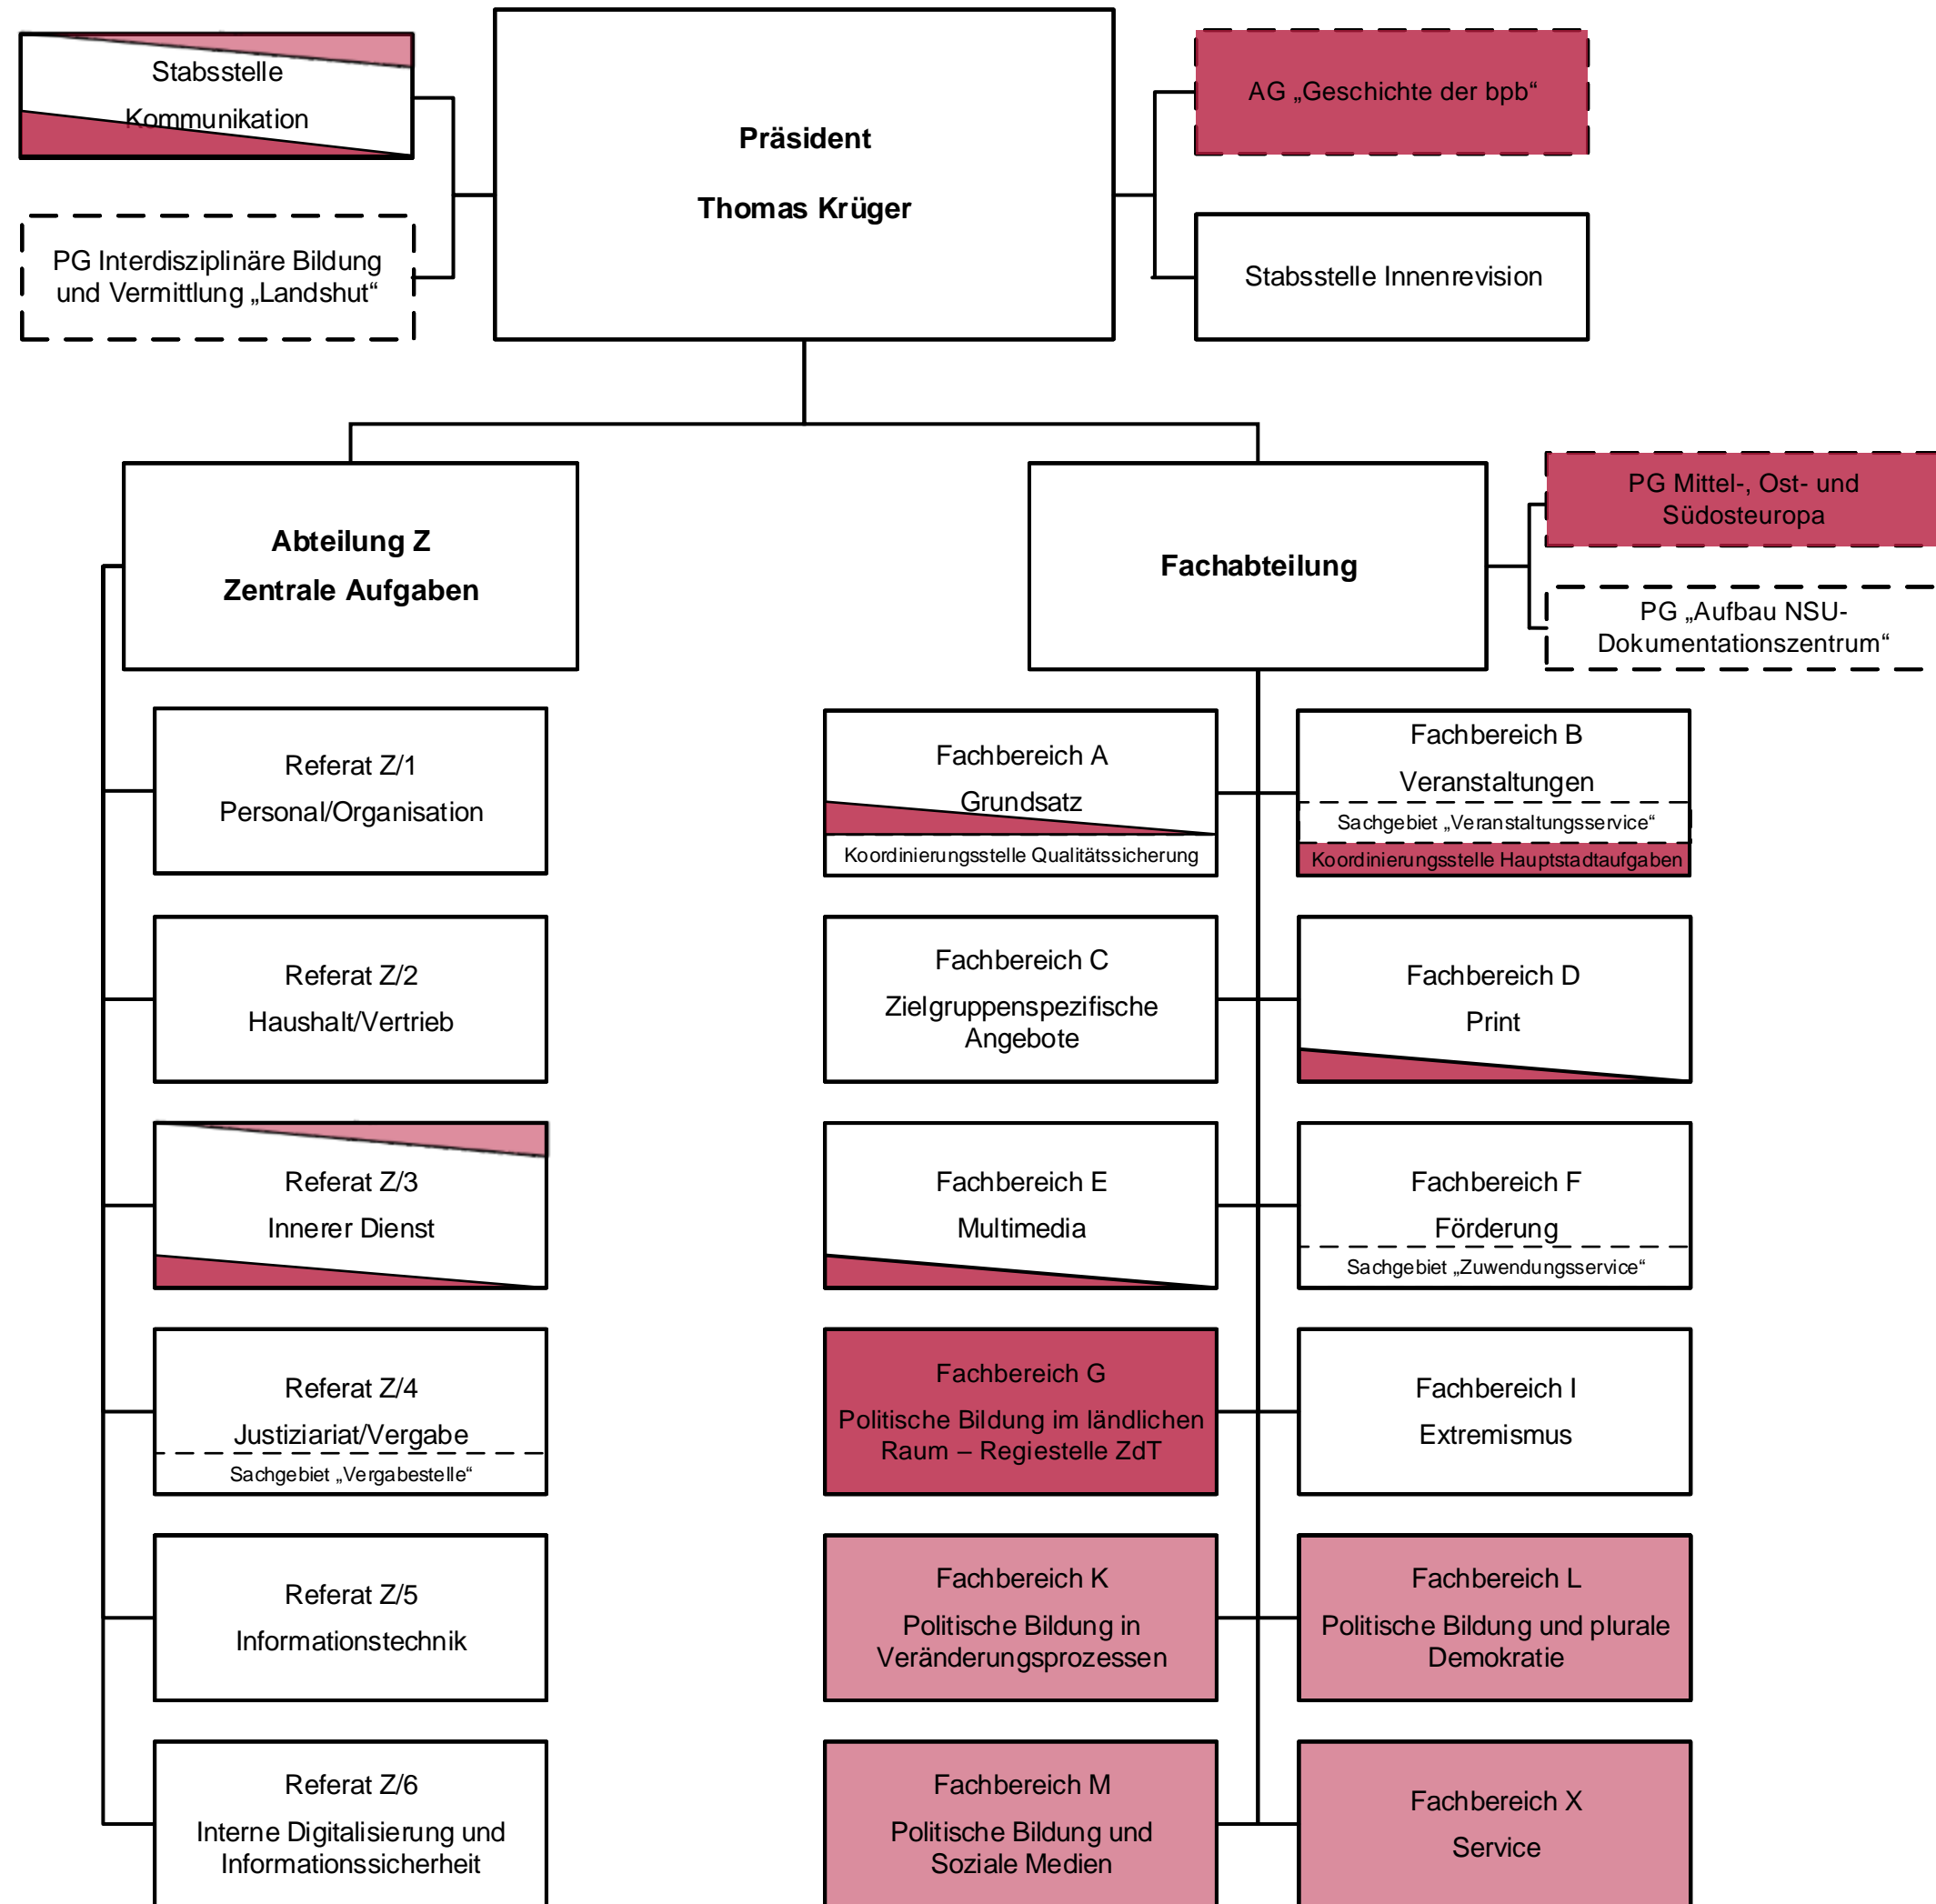 Stabsstelle
Kommunikation
PG Interdisziplinäre Bildung
und Vermittlung „Landshut“
Präsident
Thomas Krüger
AG „Geschichte der bpb“
Stabsstelle Innenrevision
Abteilung Z
Zentrale Aufgaben
Fachabteilung
PG Mittel-, Ost- und
Südosteuropa
PG „Aufbau NSU-
Dokumentationszentrum“
Referat Z/1
Personal/Organisation
Referat Z/2
Haushalt/Vertrieb
Referat Z/3
Innerer Dienst
Referat Z/4
Justiziariat/Vergabe
Sachgebiet „Vergabestelle“
Referat Z/5
Informationstechnik
Referat Z/6
Interne Digitalisierung und
Informationssicherheit
Fachbereich A
Grundsatz
Koordinierungsstelle Qualitätssicherung
Fachbereich B
Veranstaltungen
Sachgebiet „Veranstaltungsservice“
Koordinierungsstelle Hauptstadtaufgaben
Fachbereich C
Zielgruppenspezifische
Angebote
Fachbereich D
Print
Fachbereich E
Multimedia
Fachbereich F
Förderung
Sachgebiet „Zuwendungsservice“
Fachbereich G
Politische Bildung im ländlichen
Raum – Regiestelle ZdT
Fachbereich I
Extremismus
Fachbereich K
Politische Bildung in
Veränderungsprozessen
Fachbereich L
Politische Bildung und plurale
Demokratie
Fachbereich M
Politische Bildung und
Soziale Medien
Fachbereich X
Service